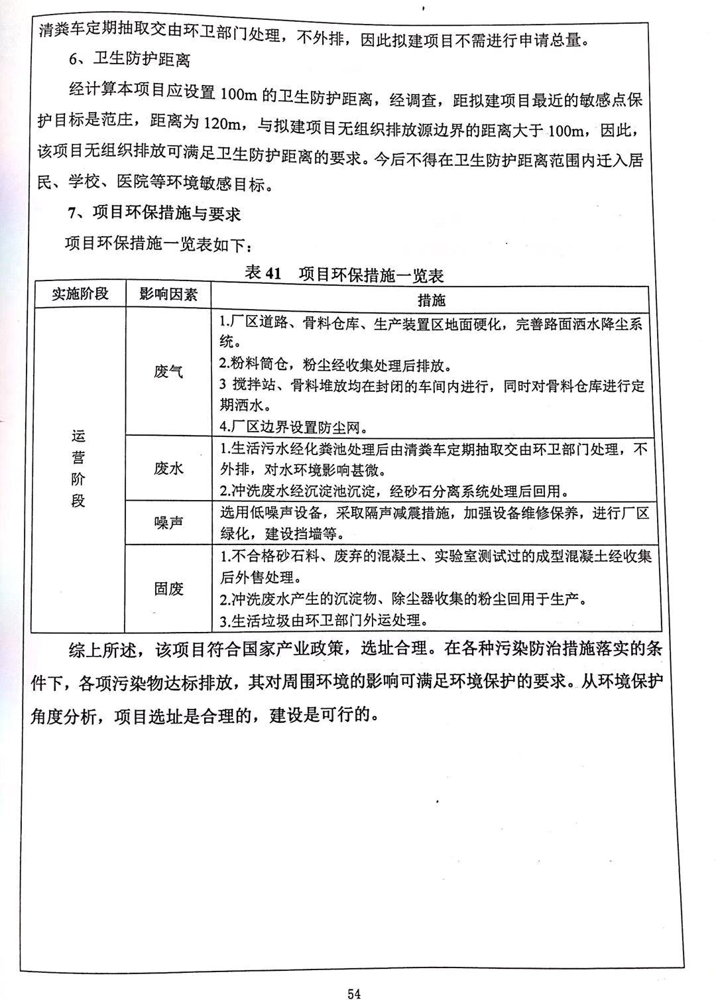 清粪车定期抽取交由环卫部门处理，不外排，因此拟建项目不需进行申请总量。
6、卫生防护距离
经计算本项目应设置 100m 的卫生防护距离，经调查，距拟建项目最近的敏感点保
护目标是范庄，距离为 120m，与拟建项目无组织排放源边界的距离大于 100m，因此，
该项目无组织排放可满足卫生防护距离的要求。今后不得在卫生防护距离范围内迁入居
民、学校、医院等环境敏感目标。
7、项目环保措施与要求
项目环保措施一览表如下：
表 41 项目环保措施一览表
实施阶段 影响因素 措施
运营阶段
废气
1.厂区道路、骨料仓库、生产装置区地面硬化，完善路面洒水降尘系
统。
2.粉料筒仓，粉尘经收集处理后排放。
3 搅拌站、骨料堆放均在封闭的车间内进行，同时对骨料仓库进行定
期洒水。
4.厂区边界设置防尘网。
废水
1.生活污水经化粪池处理后由清粪车定期抽取交由环卫部门处理，不
外排，对水环境影响甚微。
2.冲洗废水经沉淀池沉淀，经砂石分离系统处理后回用。
噪声
选用低噪声设备，采取隔声减震措施，加强设备维修保养，进行厂区
绿化，建设挡墙等。
固废
1.不合格砂石料、废弃的混凝土、实验室测试过的成型混凝土经收集
后外售处理。
2.冲洗废水产生的沉淀物、除尘器收集的粉尘回用于生产。
3.生活垃圾由环卫部门外运处理。
综上所述，该项目符合国家产业政策，选址合理。在各种污染防治措施落实的条
件下，各项污染物达标排放，其对周围环境的影响可满足环境保护的要求。从环境保护
角度分析，项目选址是合理的，建设是可行的。
54